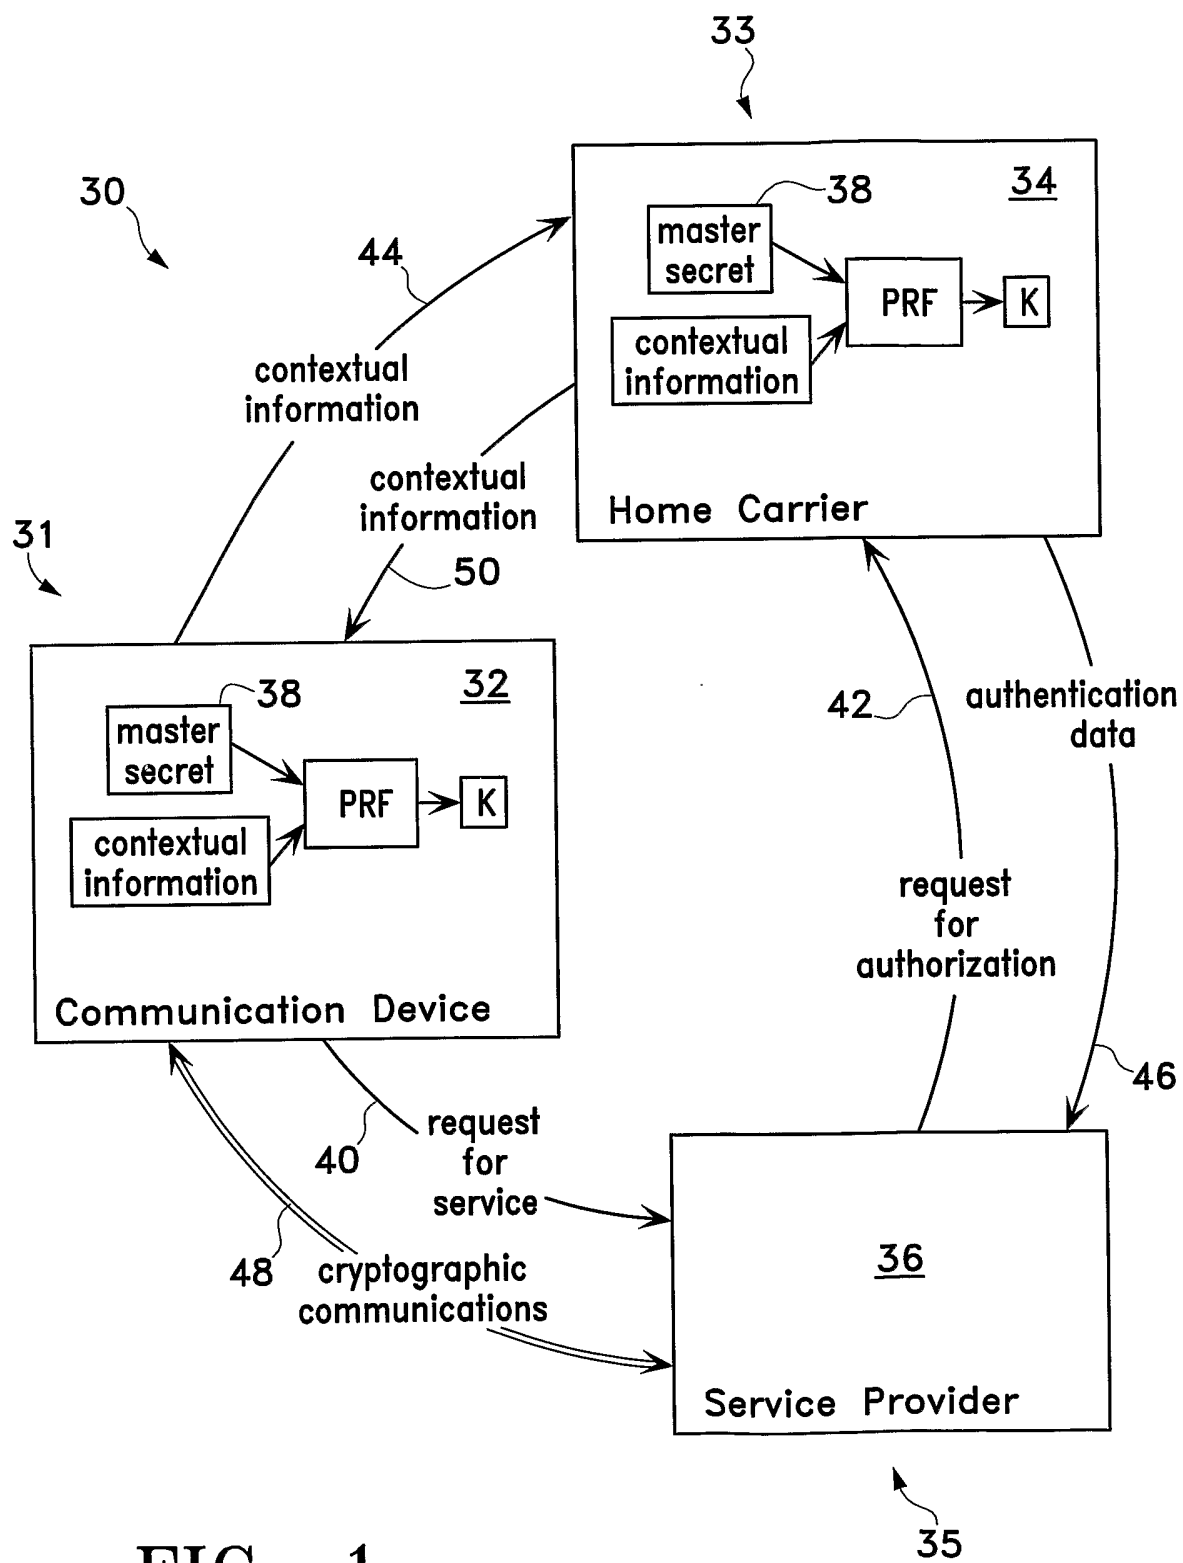 33
30
34
38
master
secret
PRF
K
contextual
information
Home Carrier
44
contextual
information
contextual
information
50
31
32
38
master
secret
PRF
K
contextual
information
Communication Device
42
authentication
data
request
for
authorization
46
40
request
for
service
48
cryptographic
communications
36
Service Provider
35
FIG. 1